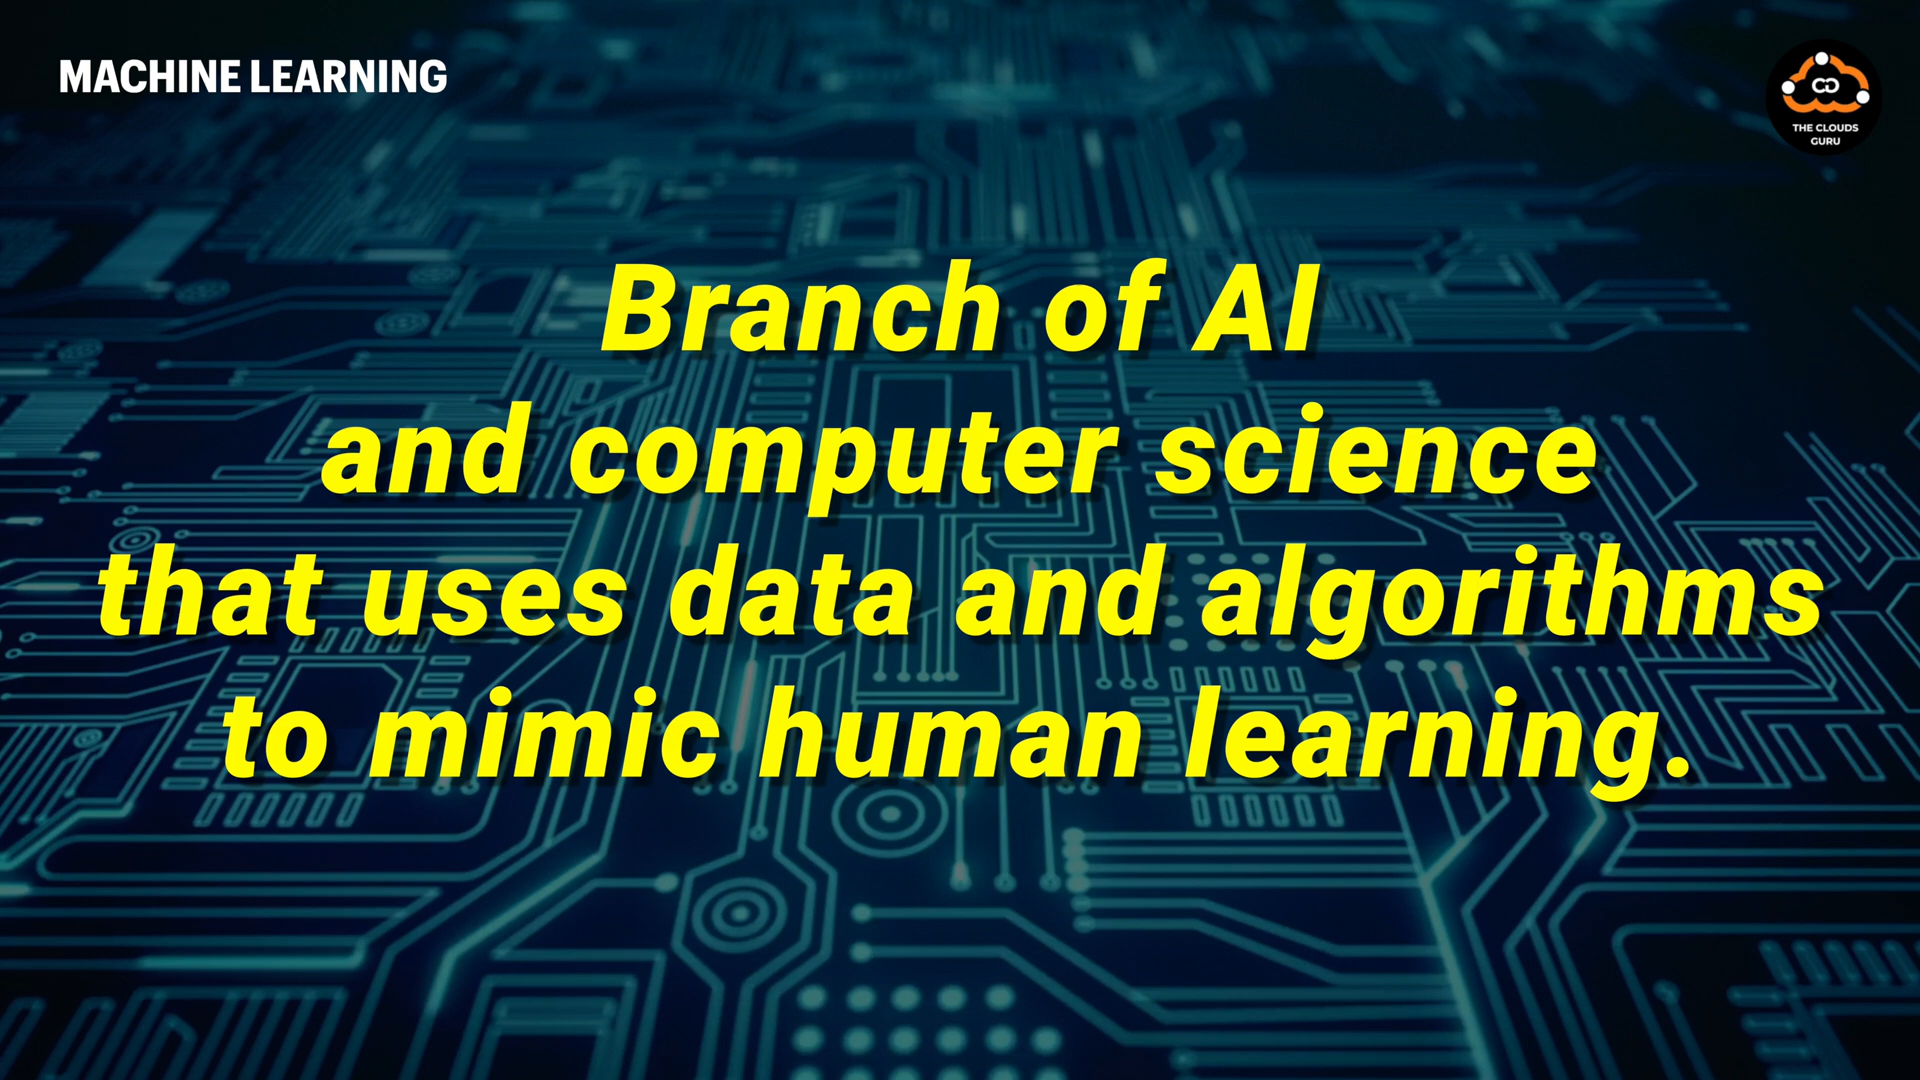 MACHINE LEARNING
THE CLOUDS
GURU
Branch of AI
and computer science
that uses data and algorithms
to mimic human learning.